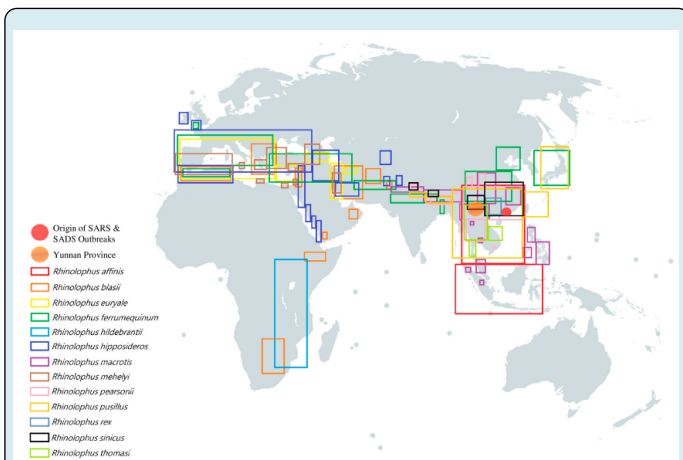 Origin of SARS &
SADS Outbreaks
Yunnan Province
Rhinolophus affinis
Rhinolophus blasii
Rhinolophus euryale
Rhinolophus ferrumequinum
Rhinolophus hildebrantii
Rhinolophus hipposideros
Rhinolophus macrotis
Rhinolophus mehelyi
Rhinolophus pearsonii
Rhinolophus pusillus
Rhinolophus rex
Rhinolophus sinicus
Rhinolophus thomasi